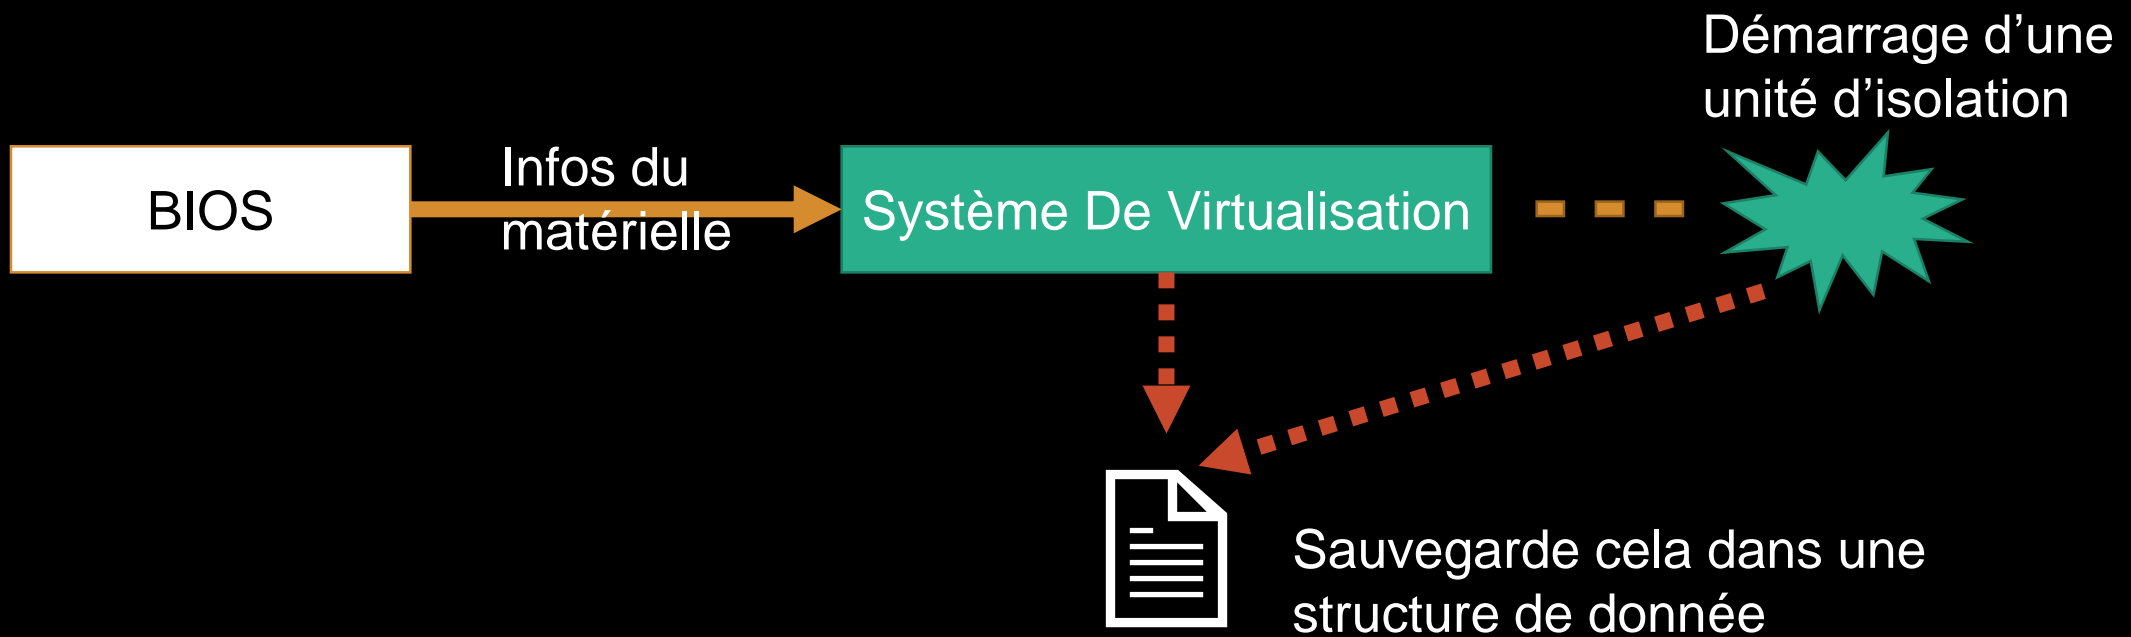 Démarrage d’une
unité d’isolation
BIOS
Infos du
matérielle
Système De Virtualisation
Sauvegarde cela dans une
structure de donnée